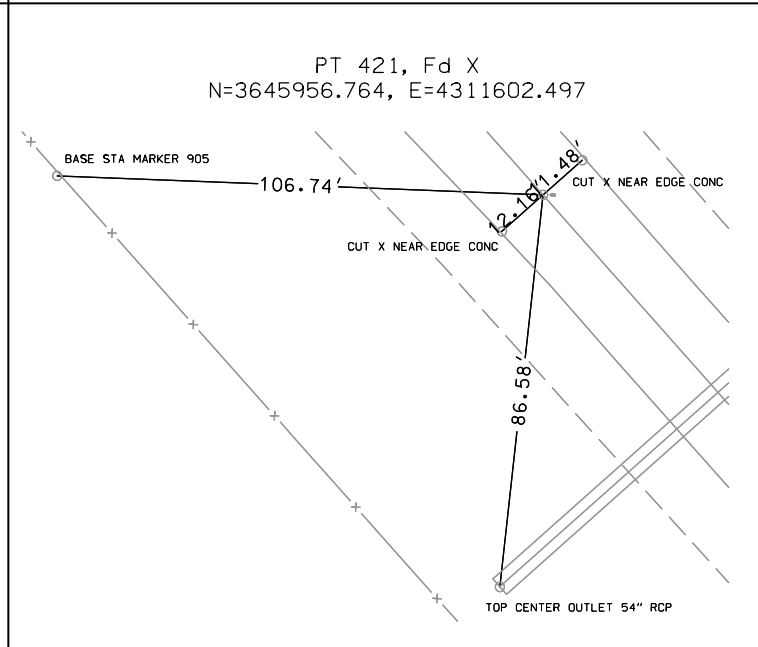 PT 421, Fd X
N=3645956.764, E=4311602.497
BASE STA MARKER 905
106.74'
11.48'
CUT X NEAR EDGE CONC
12.16'
CUT X NEAR EDGE CONC
86.58'
TOP CENTER OUTLET 54" RCP